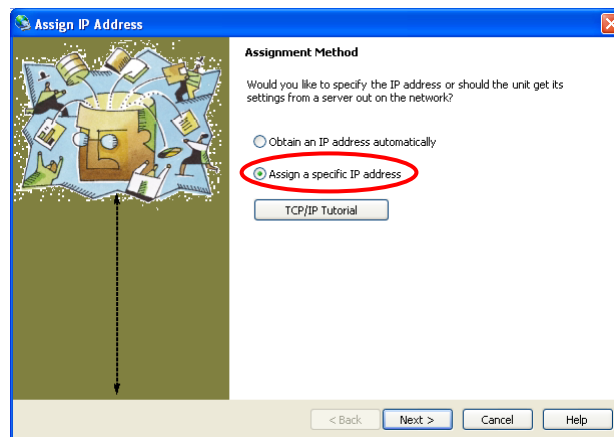 Assign IP Address
Assignment Method
Would you like to specify the IP address or should the unit get its
settings from a server out on the network?
Obtain an IP address automatically
Assign a specific IP address
TCP/IP Tutorial
< Back
Next >
Cancel
Help